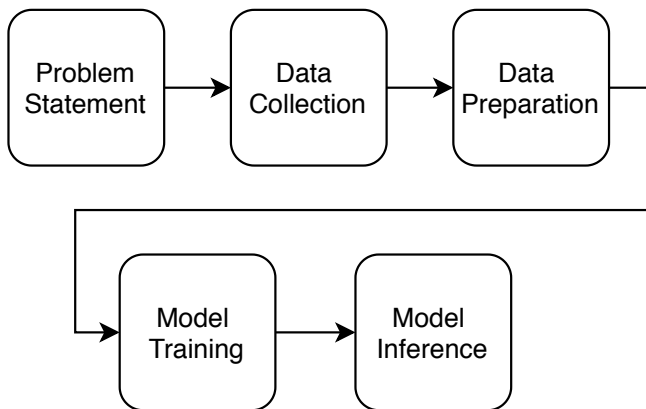 Problem
Statement
Data
Collection
Data
Preparation
Model
Training
Model
Inference